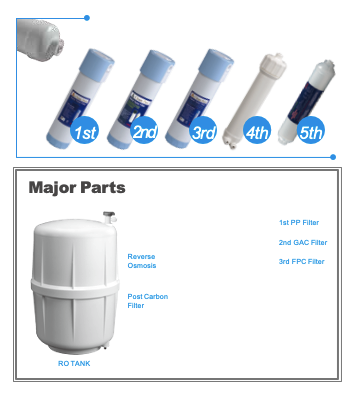 1st
2nd
3rd
4th
5th
Major Parts
1st PP Filter
2nd GAC Filter
3rd FPC Filter
Reverse
Osmosis
Post Carbon
Filter
RO TANK